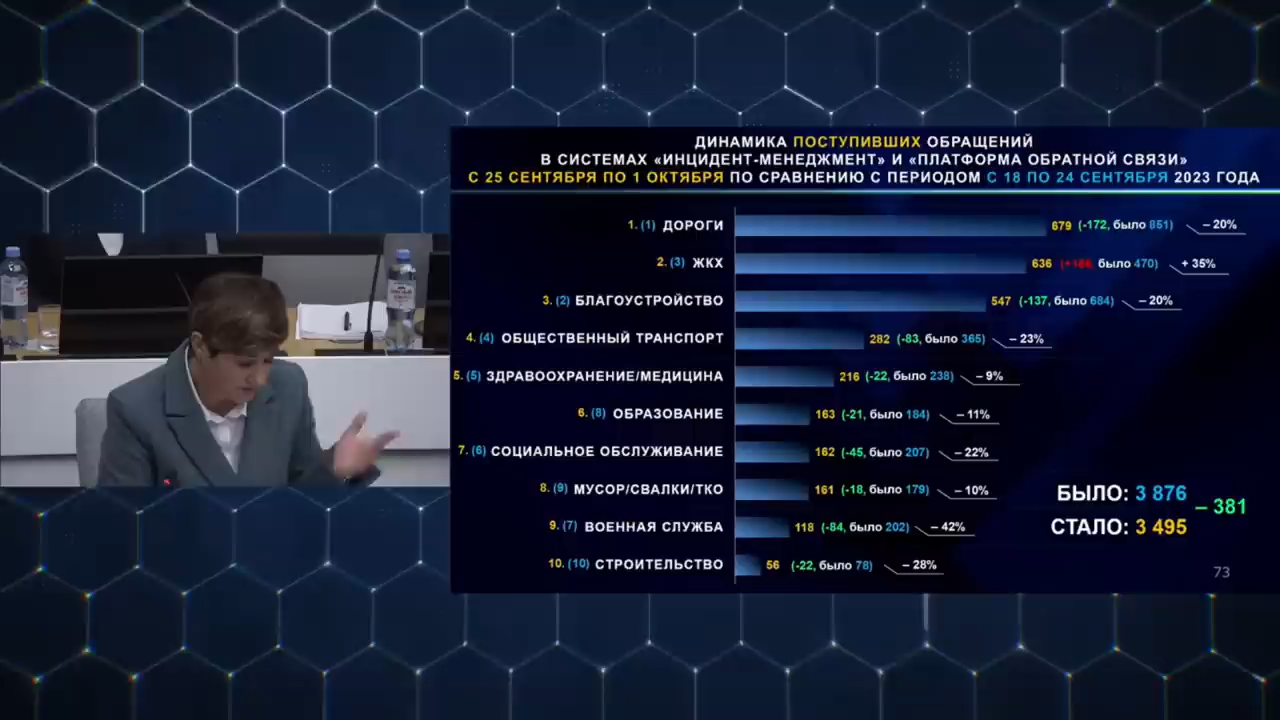 ДИНАМИКА ПОСТУПИВШИХ ОБРАЩЕНИЙ
В СИСТЕМАХ «ИНЦИДЕНТ-МЕНЕДЖМЕНТ» И «ПЛАТФОРМА ОБРАТНОЙ СВЯЗИ»
С 25 СЕНТЯБРЯ ПО 1 ОКТЯБРЯ ПО СРАВНЕНИЮ С ПЕРИОДОМ С 18 ПО 24 СЕНТЯБРЯ 2023 ГОДА
1. (1) ДОРОГИ 679 (-172, было 851) – 20%
2. (3) ЖКХ 636 (+166, было 470) + 35%
3. (2) БЛАГОУСТРОЙСТВО 547 (-137, было 684) – 20%
4. (4) ОБЩЕСТВЕННЫЙ ТРАНСПОРТ 282 (-83, было 365) – 23%
5. (5) ЗДРАВООХРАНЕНИЕ/МЕДИЦИНА 216 (-22, было 238) – 9%
6. (8) ОБРАЗОВАНИЕ 163 (-21, было 184) – 11%
7. (6) СОЦИАЛЬНОЕ ОБСЛУЖИВАНИЕ 162 (-45, было 207) – 22%
8. (9) МУСОР/СВАЛКИ/ТКО 161 (-18, было 179) – 10%
9. (7) ВОЕННАЯ СЛУЖБА 118 (-84, было 202) – 42%
10. (10) СТРОИТЕЛЬСТВО 56 (-22, было 78) – 28%
БЫЛО: 3 876
– 381
СТАЛО: 3 495
73